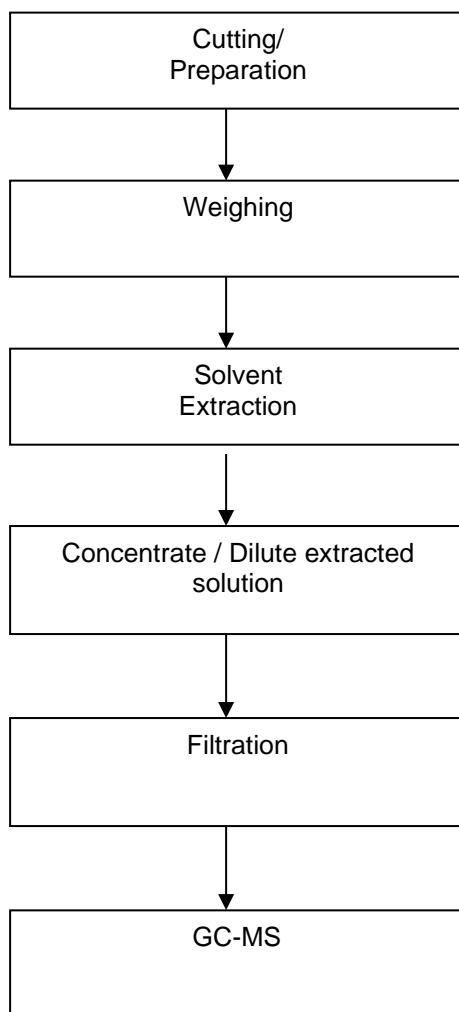 Cutting/
Preparation
Weighing
Solvent
Extraction
Concentrate / Dilute extracted
solution
Filtration
GC-MS